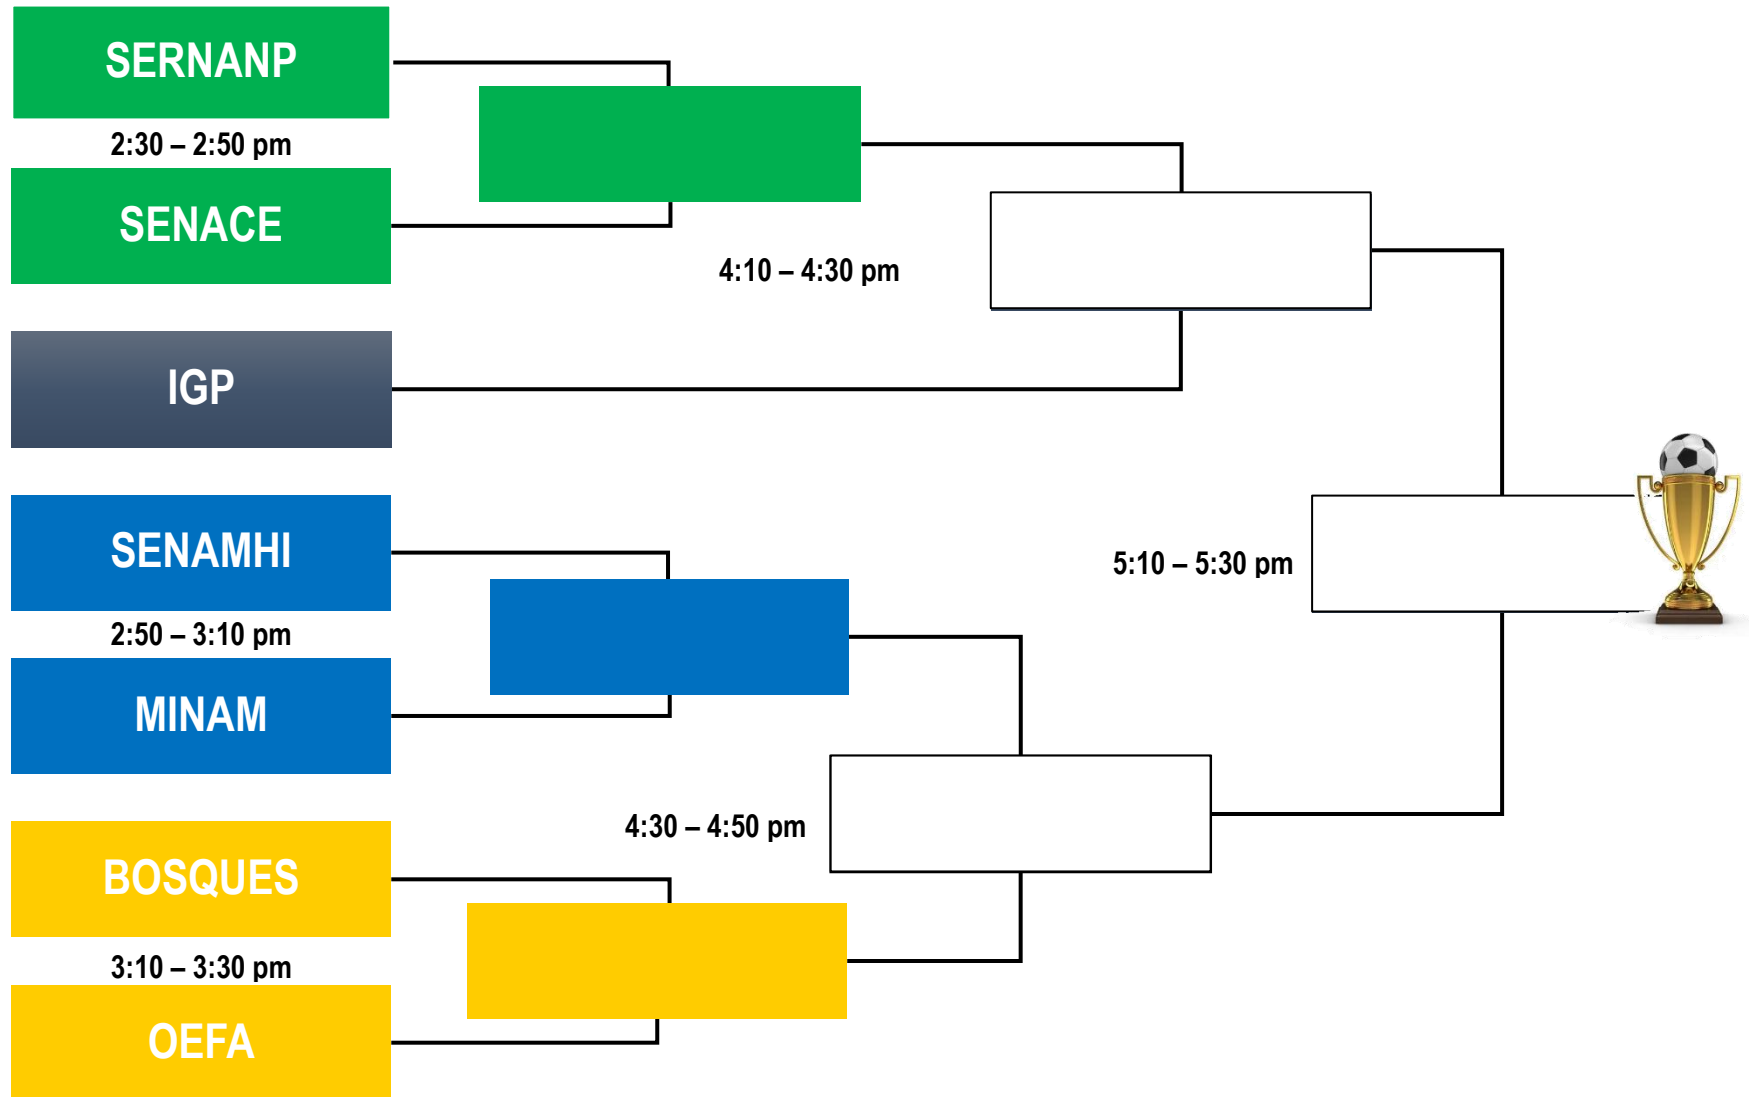 SERNANP
2:30 – 2:50 pm
SENACE
4:10 – 4:30 pm
IGP
SENAMHI
5:10 – 5:30 pm
2:50 – 3:10 pm
MINAM
4:30 – 4:50 pm
BOSQUES
3:10 – 3:30 pm
OEFA